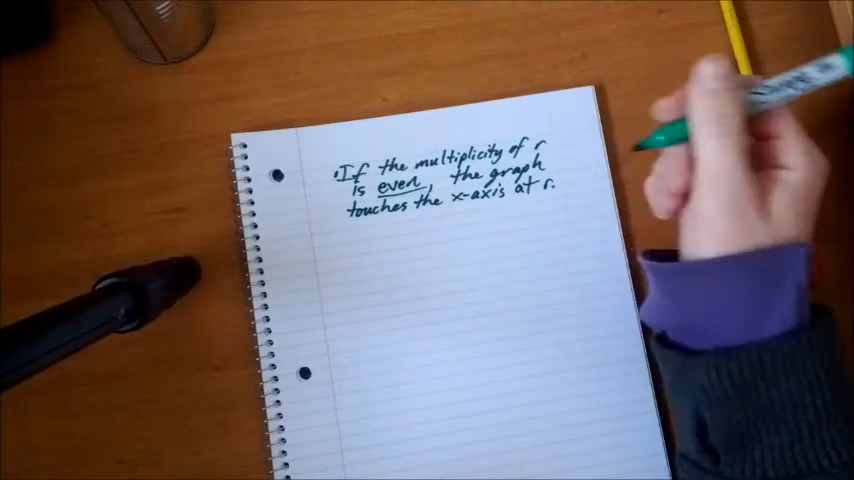 • If the multiplicity of r
is even, the graph
touches the x-axis at r.